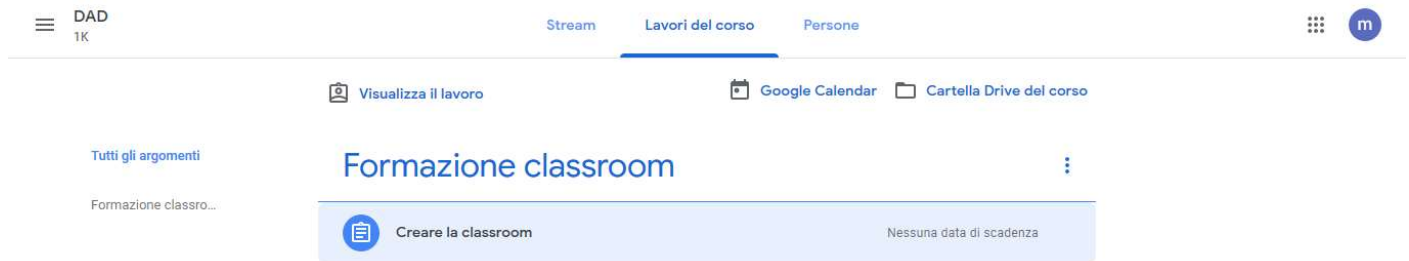 DAD
1K
Stream Lavori del corso Persone
m
Visualizza il lavoro
Google Calendar Cartella Drive del corso
Tutti gli argomenti
Formazione classro...
Formazione classroom
Creare la classroom Nessuna data di scadenza